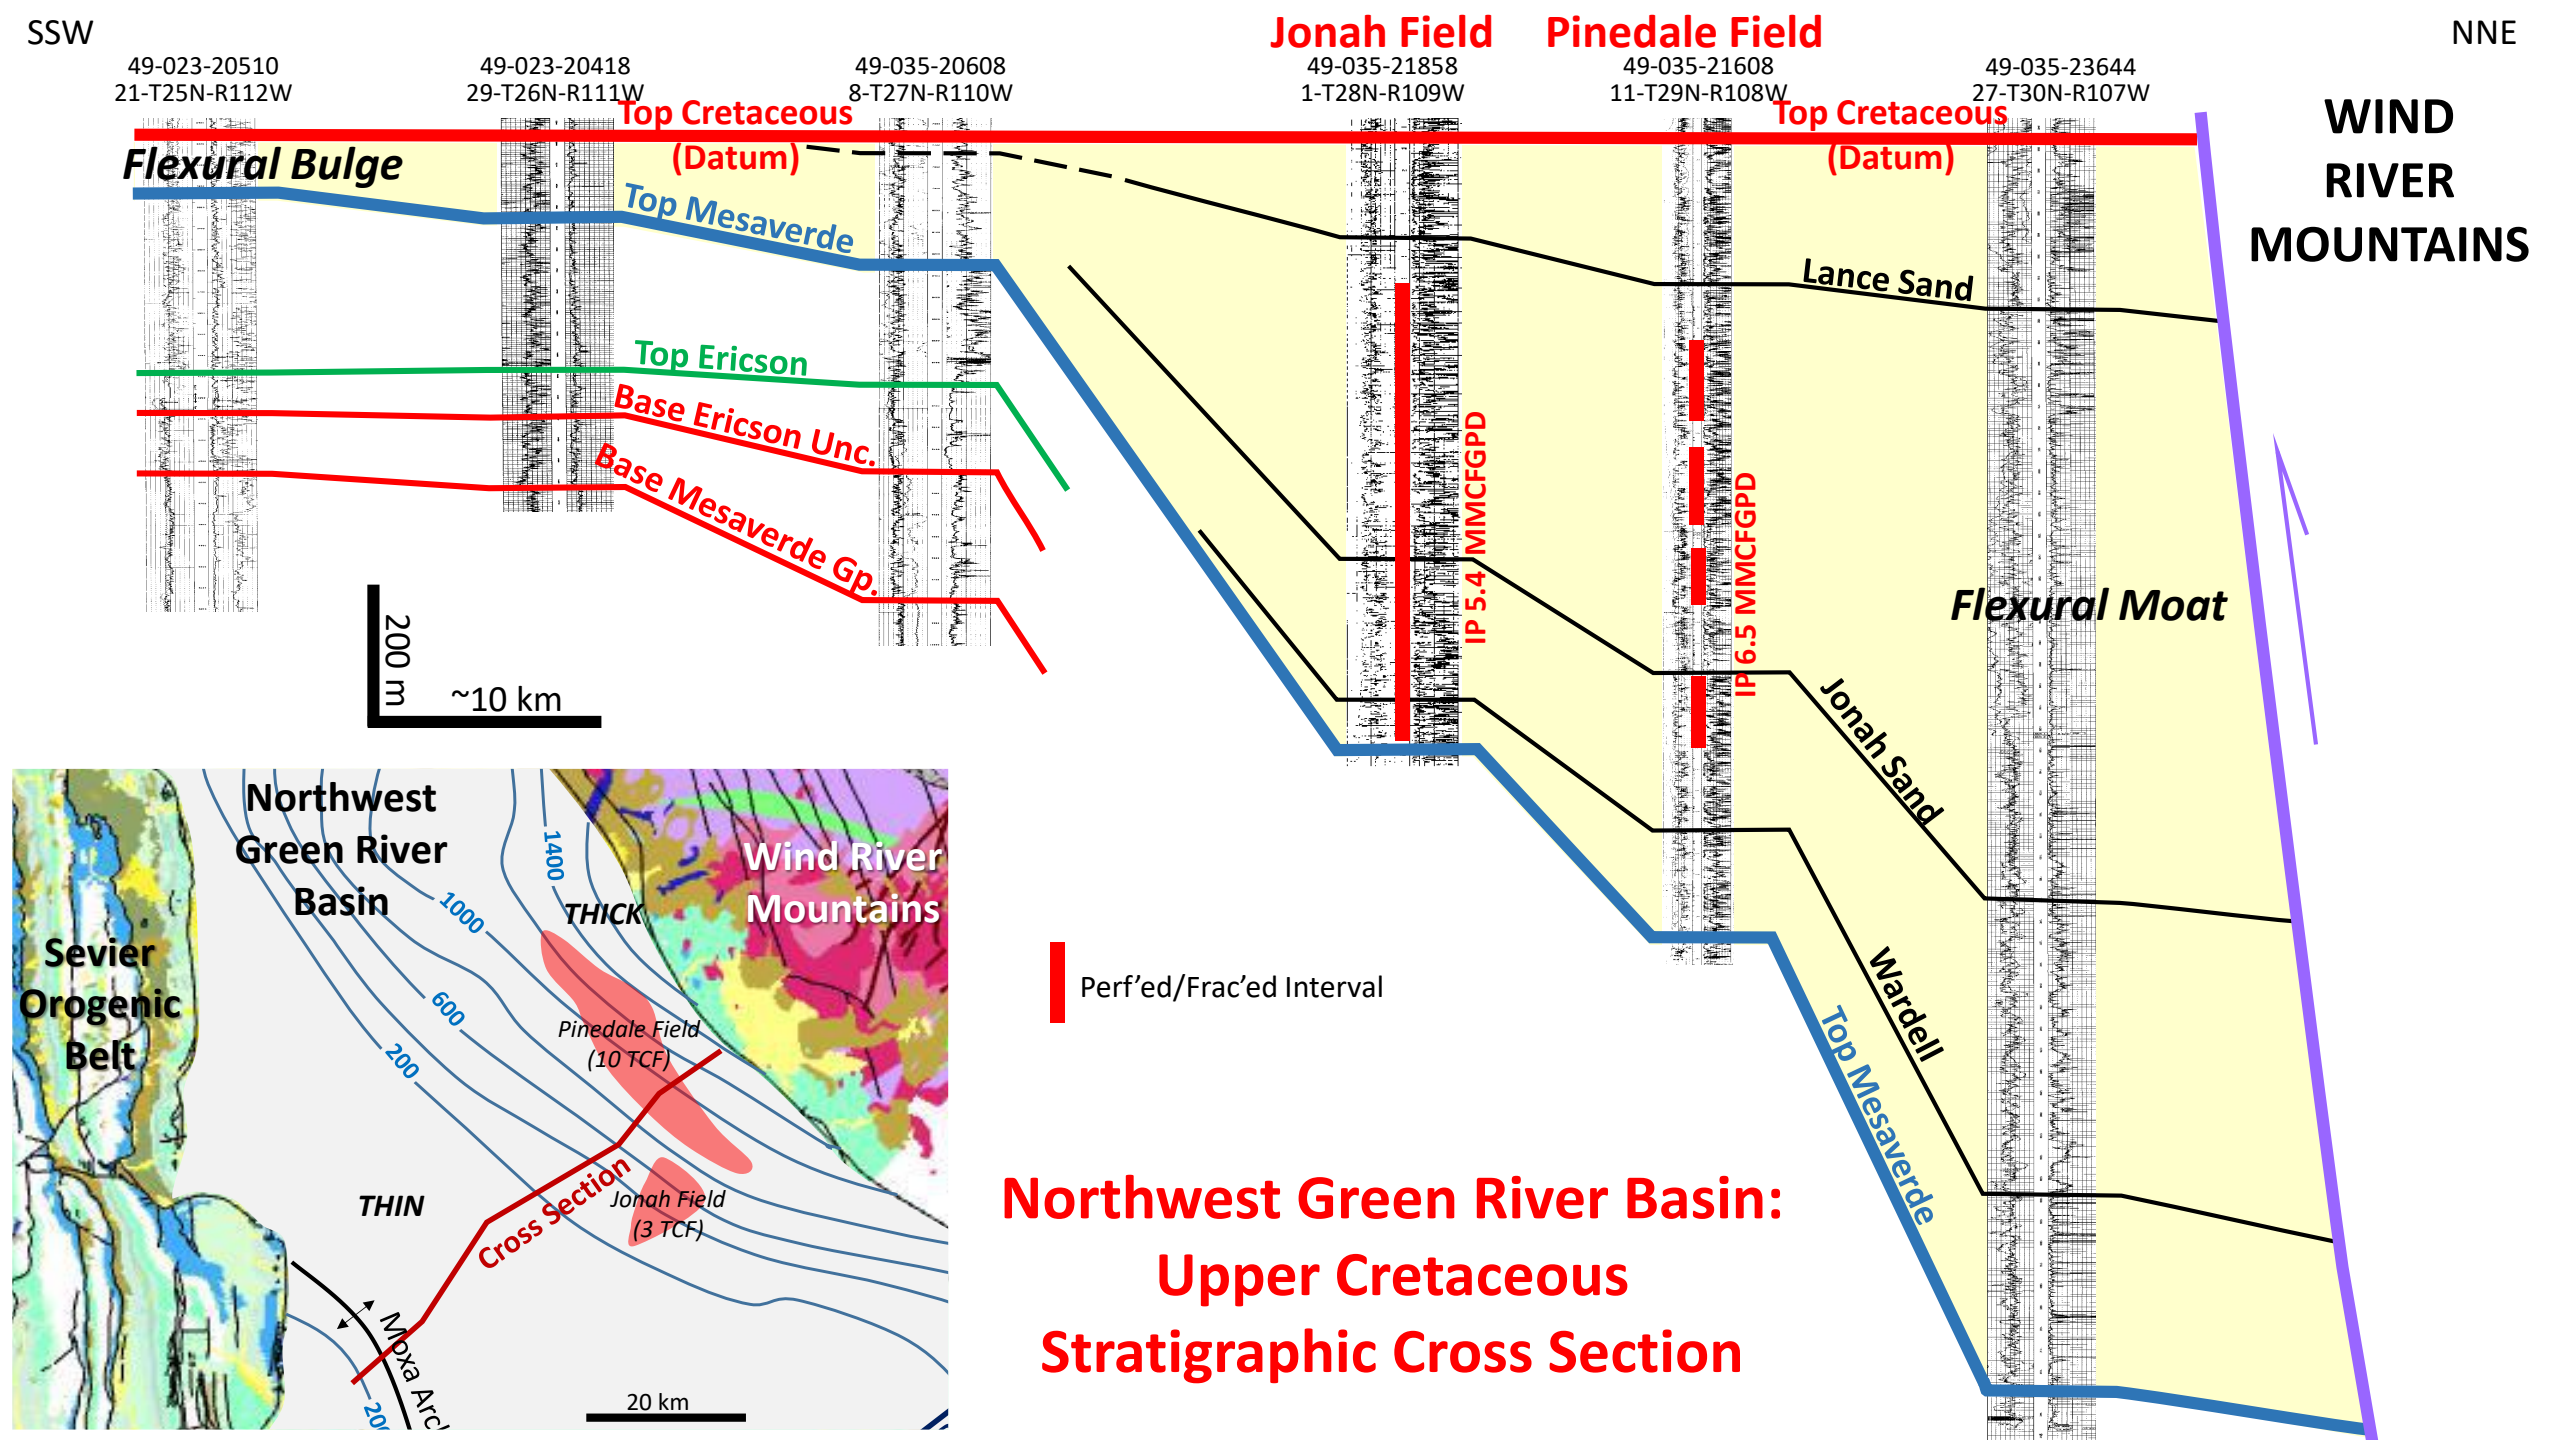 SSW
Jonah Field
Pinedale Field
NNE
49-023-20510
21-T25N-R112W
49-023-20418
29-T26N-R111W
49-035-20608
8-T27N-R110W
49-035-21858
1-T28N-R109W
49-035-21608
11-T29N-R108W
49-035-23644
27-T30N-R107W
WIND
RIVER
MOUNTAINS
Top Cretaceous
(Datum)
Top Cretaceous
(Datum)
Flexural Bulge
Top Mesaverde
Lance Sand
Top Ericson
Base Ericson Unc.
Base Mesaverde Gp.
IP 5.4 MMCFGPD
IP 6.5 MMCFGPD
Flexural Moat
200 m
~10 km
Jonah Sand
Wardell
Top Mesaverde
Perf’ed/Frac’ed Interval
Northwest
Green River
Basin
1400
1000
600
200
THICK
Wind River
Mountains
Sevier
Orogenic
Belt
Pinedale Field
(10 TCF)
THIN
Cross Section
Jonah Field
(3 TCF)
Moxa Arch
200
20 km
Northwest Green River Basin:
Upper Cretaceous
Stratigraphic Cross Section